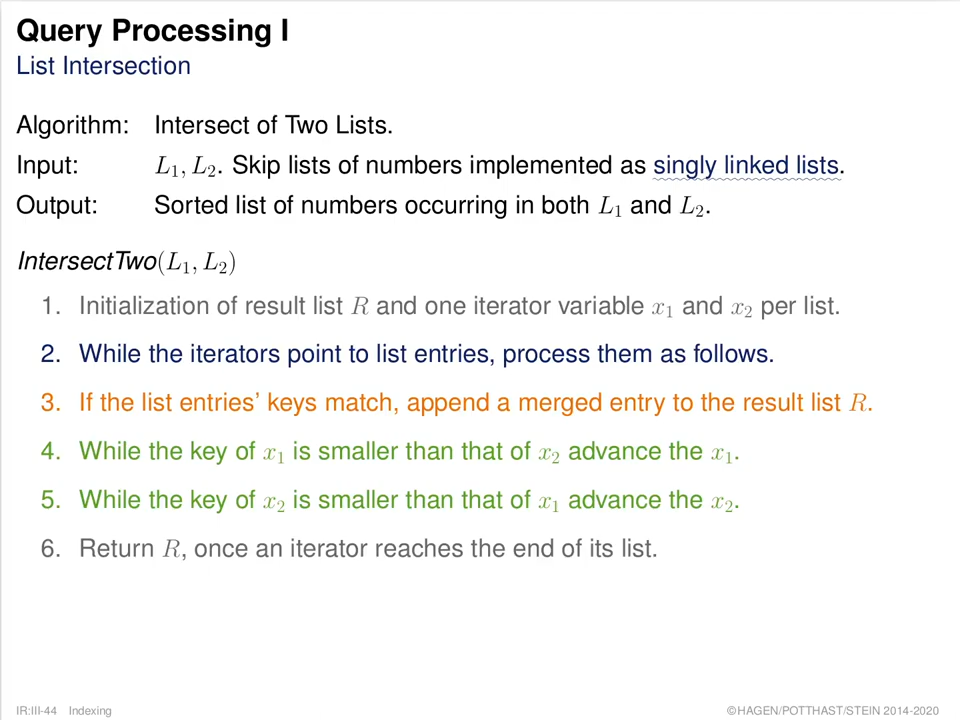 Query Processing I
List Intersection
Algorithm: Intersect of Two Lists.
Input: L₁, L₂. Skip lists of numbers implemented as singly linked lists.
Output: Sorted list of numbers occurring in both L₁ and L₂.
IntersectTwo(L₁, L₂)
1. Initialization of result list R and one iterator variable x₁ and x₂ per list.
2. While the iterators point to list entries, process them as follows.
3. If the list entries’ keys match, append a merged entry to the result list R.
4. While the key of x₁ is smaller than that of x₂ advance the x₁.
5. While the key of x₂ is smaller than that of x₁ advance the x₂.
6. Return R, once an iterator reaches the end of its list.
IR:III-44 Indexing ©HAGEN/POTTHAST/STEIN 2014-2020